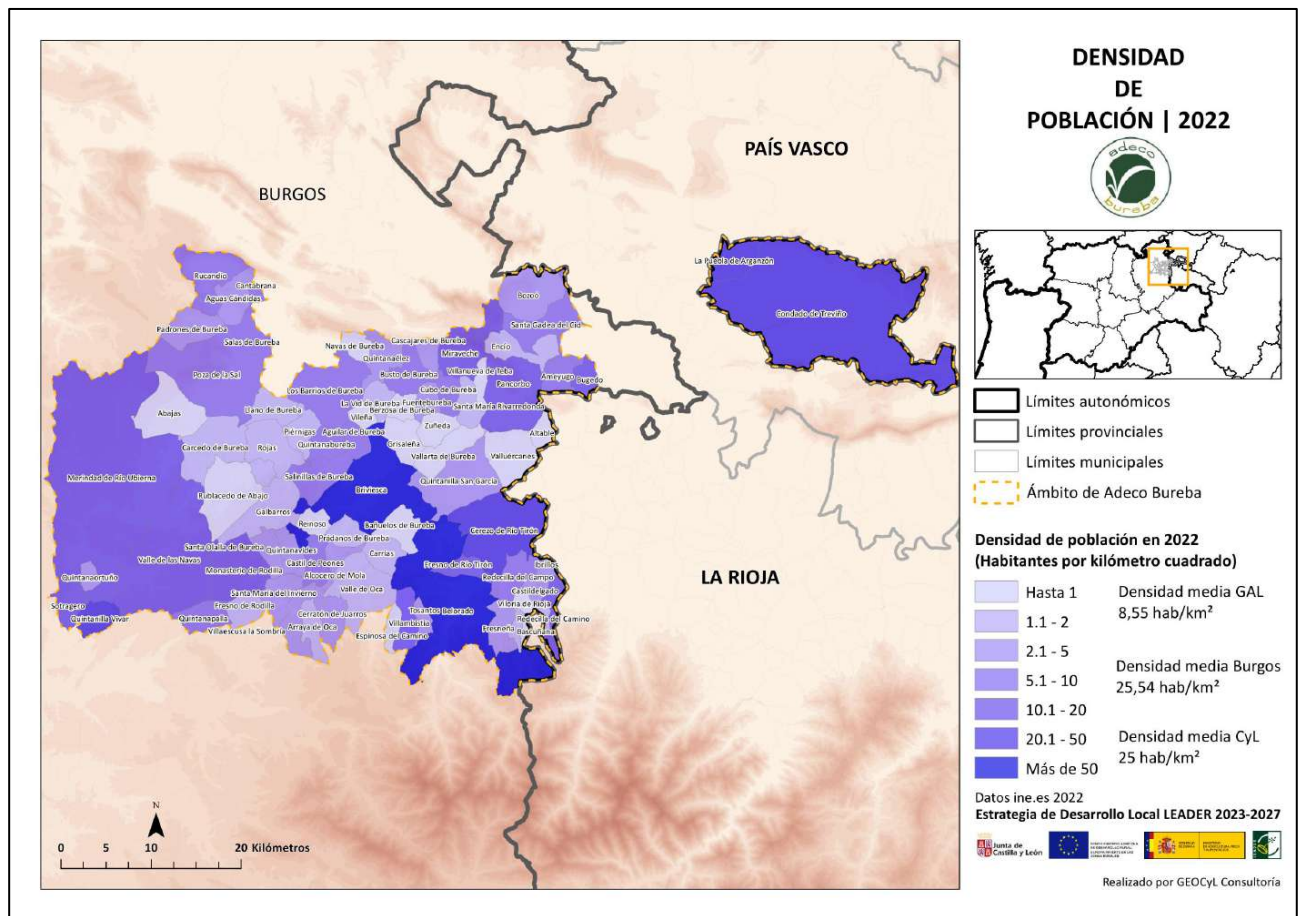 DENSIDAD
DE
POBLACIÓN | 2022
adeco
bureba
BURGOS
PAÍS VASCO
LA RIOJA
La Puebla de Arganzón
Condado de Treviño
Rucandio
Cantabrana
Aguas Cándidas
Padrones de Bureba
Salas de Bureba
Poza de la Sal
Abajas
Bozoó
Santa Gadea del Cid
Encío
Navas de Bureba
Cascajares de Bureba
Quintanaélez
Miraveche
Busto de Bureba
Villanueva de Teba
Ameyugo
Bugedo
Pancorbo
Los Barrios de Bureba
Cubo de Bureba
La Vid de Bureba
Fuentebureba
Berzosa de Bureba
Santa María Rivarredonda
Llano de Bureba
Vileña
Zuñeda
Piérnigas
Aguilar de Bureba
Altable
Carcedo de Bureba
Rojas
Quintanabureba
Grisaleña
Vallarta de Bureba
Valluércanes
Merindad de Río Ubierna
Salinillas de Bureba
Quintanilla San García
Briviesca
Rublacedo de Abajo
Galbarros
Reinoso
Bañuelos de Bureba
Cerezo de Río Tirón
Prádanos de Bureba
Santa Olalla de Bureba
Quintanavides
Carrias
Valle de las Navas
Castil de Peones
Fresno de Río Tirón
Ibrillos
Monasterio de Rodilla
Alcocero de Mola
Redecilla del Campo
Quintanaortuño
Santa María del Invierno
Valle de Oca
Castildelgado
Fresno de Rodilla
Viloria de Rioja
Sotragero
Cerratón de Juarros
Tosantos
Belorado
Quintanilla Vivar
Quintanapalla
Redecilla del Camino
Villambistia
Villaescusa la Sombría
Arraya de Oca
Fresneña
Bascuñana
Espinosa del Camino
N
0 5 10 20 Kilómetros
Límites autonómicos
Límites provinciales
Límites municipales
Ámbito de Adeco Bureba
Densidad de población en 2022
(Habitantes por kilómetro cuadrado)
Hasta 1
1.1 - 2
2.1 - 5
5.1 - 10
10.1 - 20
20.1 - 50
Más de 50
Densidad media GAL
8,55 hab/km²
Densidad media Burgos
25,54 hab/km²
Densidad media CyL
25 hab/km²
Datos ine.es 2022
Estrategia de Desarrollo Local LEADER 2023-2027
Junta de
Castilla y León
Realizado por GEOCyL Consultoría